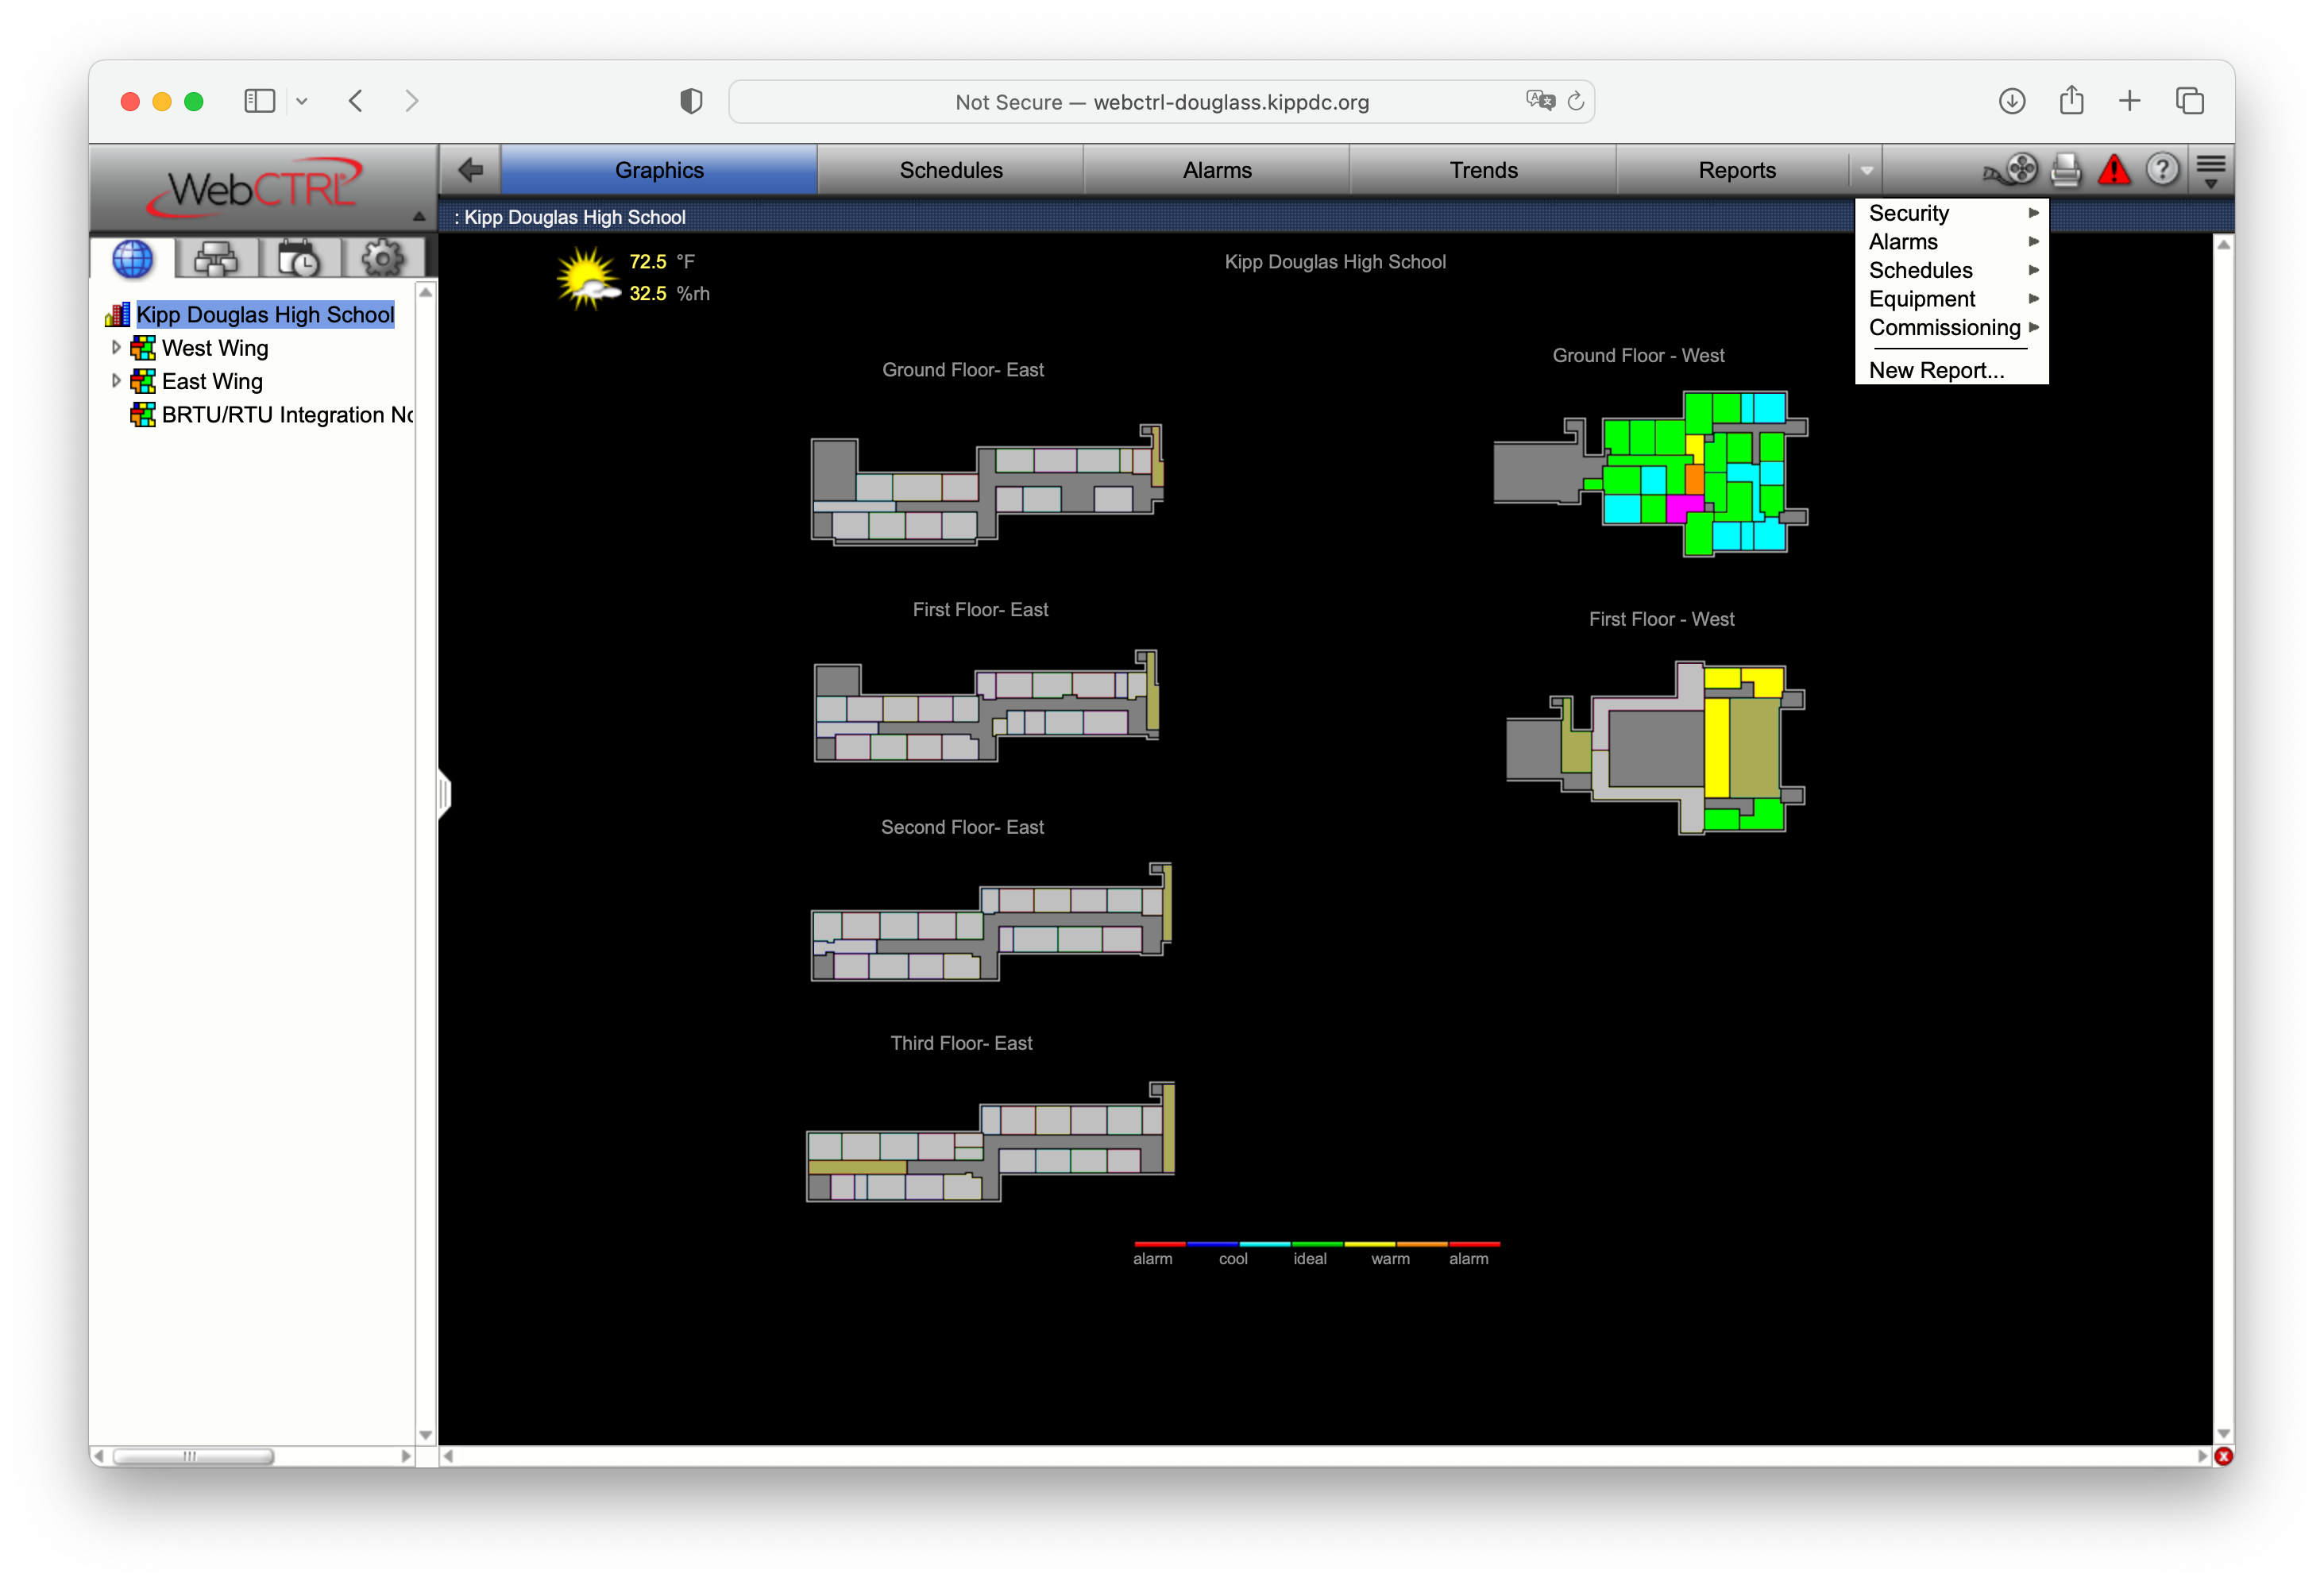 Not Secure — webctrl-douglass.kippdc.org
WebCTRL
Graphics
Schedules
Alarms
Trends
Reports
: Kipp Douglas High School
Security
Alarms
Schedules
Equipment
Commissioning
New Report...
Kipp Douglas High School
West Wing
East Wing
BRTU/RTU Integration
72.5 °F
32.5 %rh
Kipp Douglas High School
Ground Floor- East
Ground Floor - West
First Floor- East
First Floor - West
Second Floor- East
Third Floor- East
alarm cool ideal warm alarm